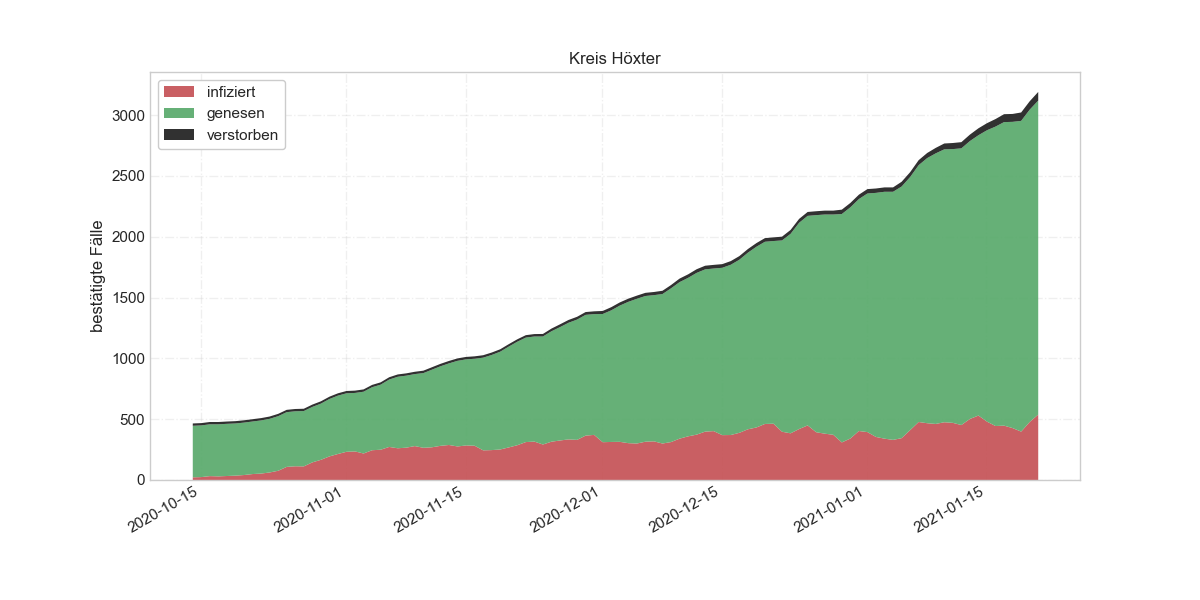 Kreis Höxter
infiziert
genesen
verstorben
bestätigte Fälle
3000
2500
2000
1500
1000
500
0
2020-10-15
2020-11-01
2020-11-15
2020-12-01
2020-12-15
2021-01-01
2021-01-15